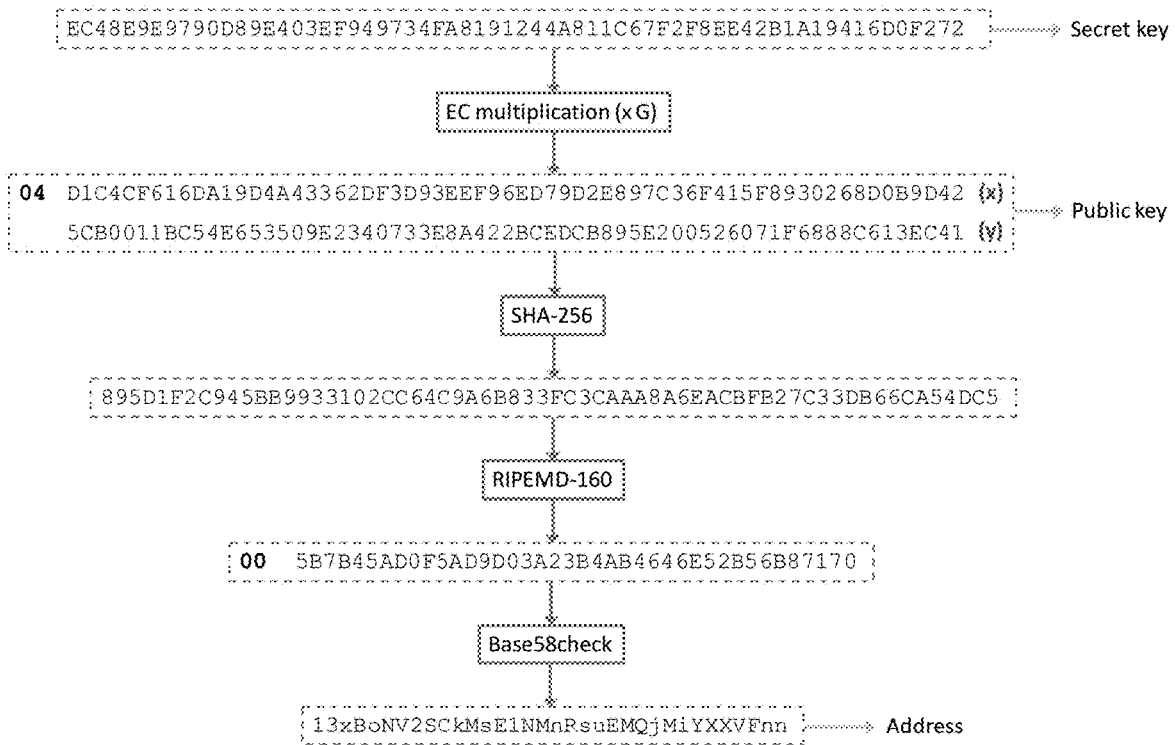 EC48E9E9790D89E403EF949734FA8191244A811C67F2F8EE42B1A19416D0F272 Secret key
EC multiplication (x G)
04 D1C4CF616DA19D4A43362DF3D93EEF96ED79D2E897C36F415F8930268D0B9D42 (x)
Public key
5CB0011BC54E653509E2340733E8A422BCEDCB895E200526071F6888C613EC41 (y)
SHA-256
895D1F2C945BB9933102CC64C9A6B833FC3CAAA8A6EACBFB27C33DB66CA54DC5
RIPEMD-160
00 5B7B45AD0F5AD9D03A23B4AB4646E52B56B87170
Base58check
13xBoNV2SCkMsE1NMnRsuEMQjMiYXXVFnn Address